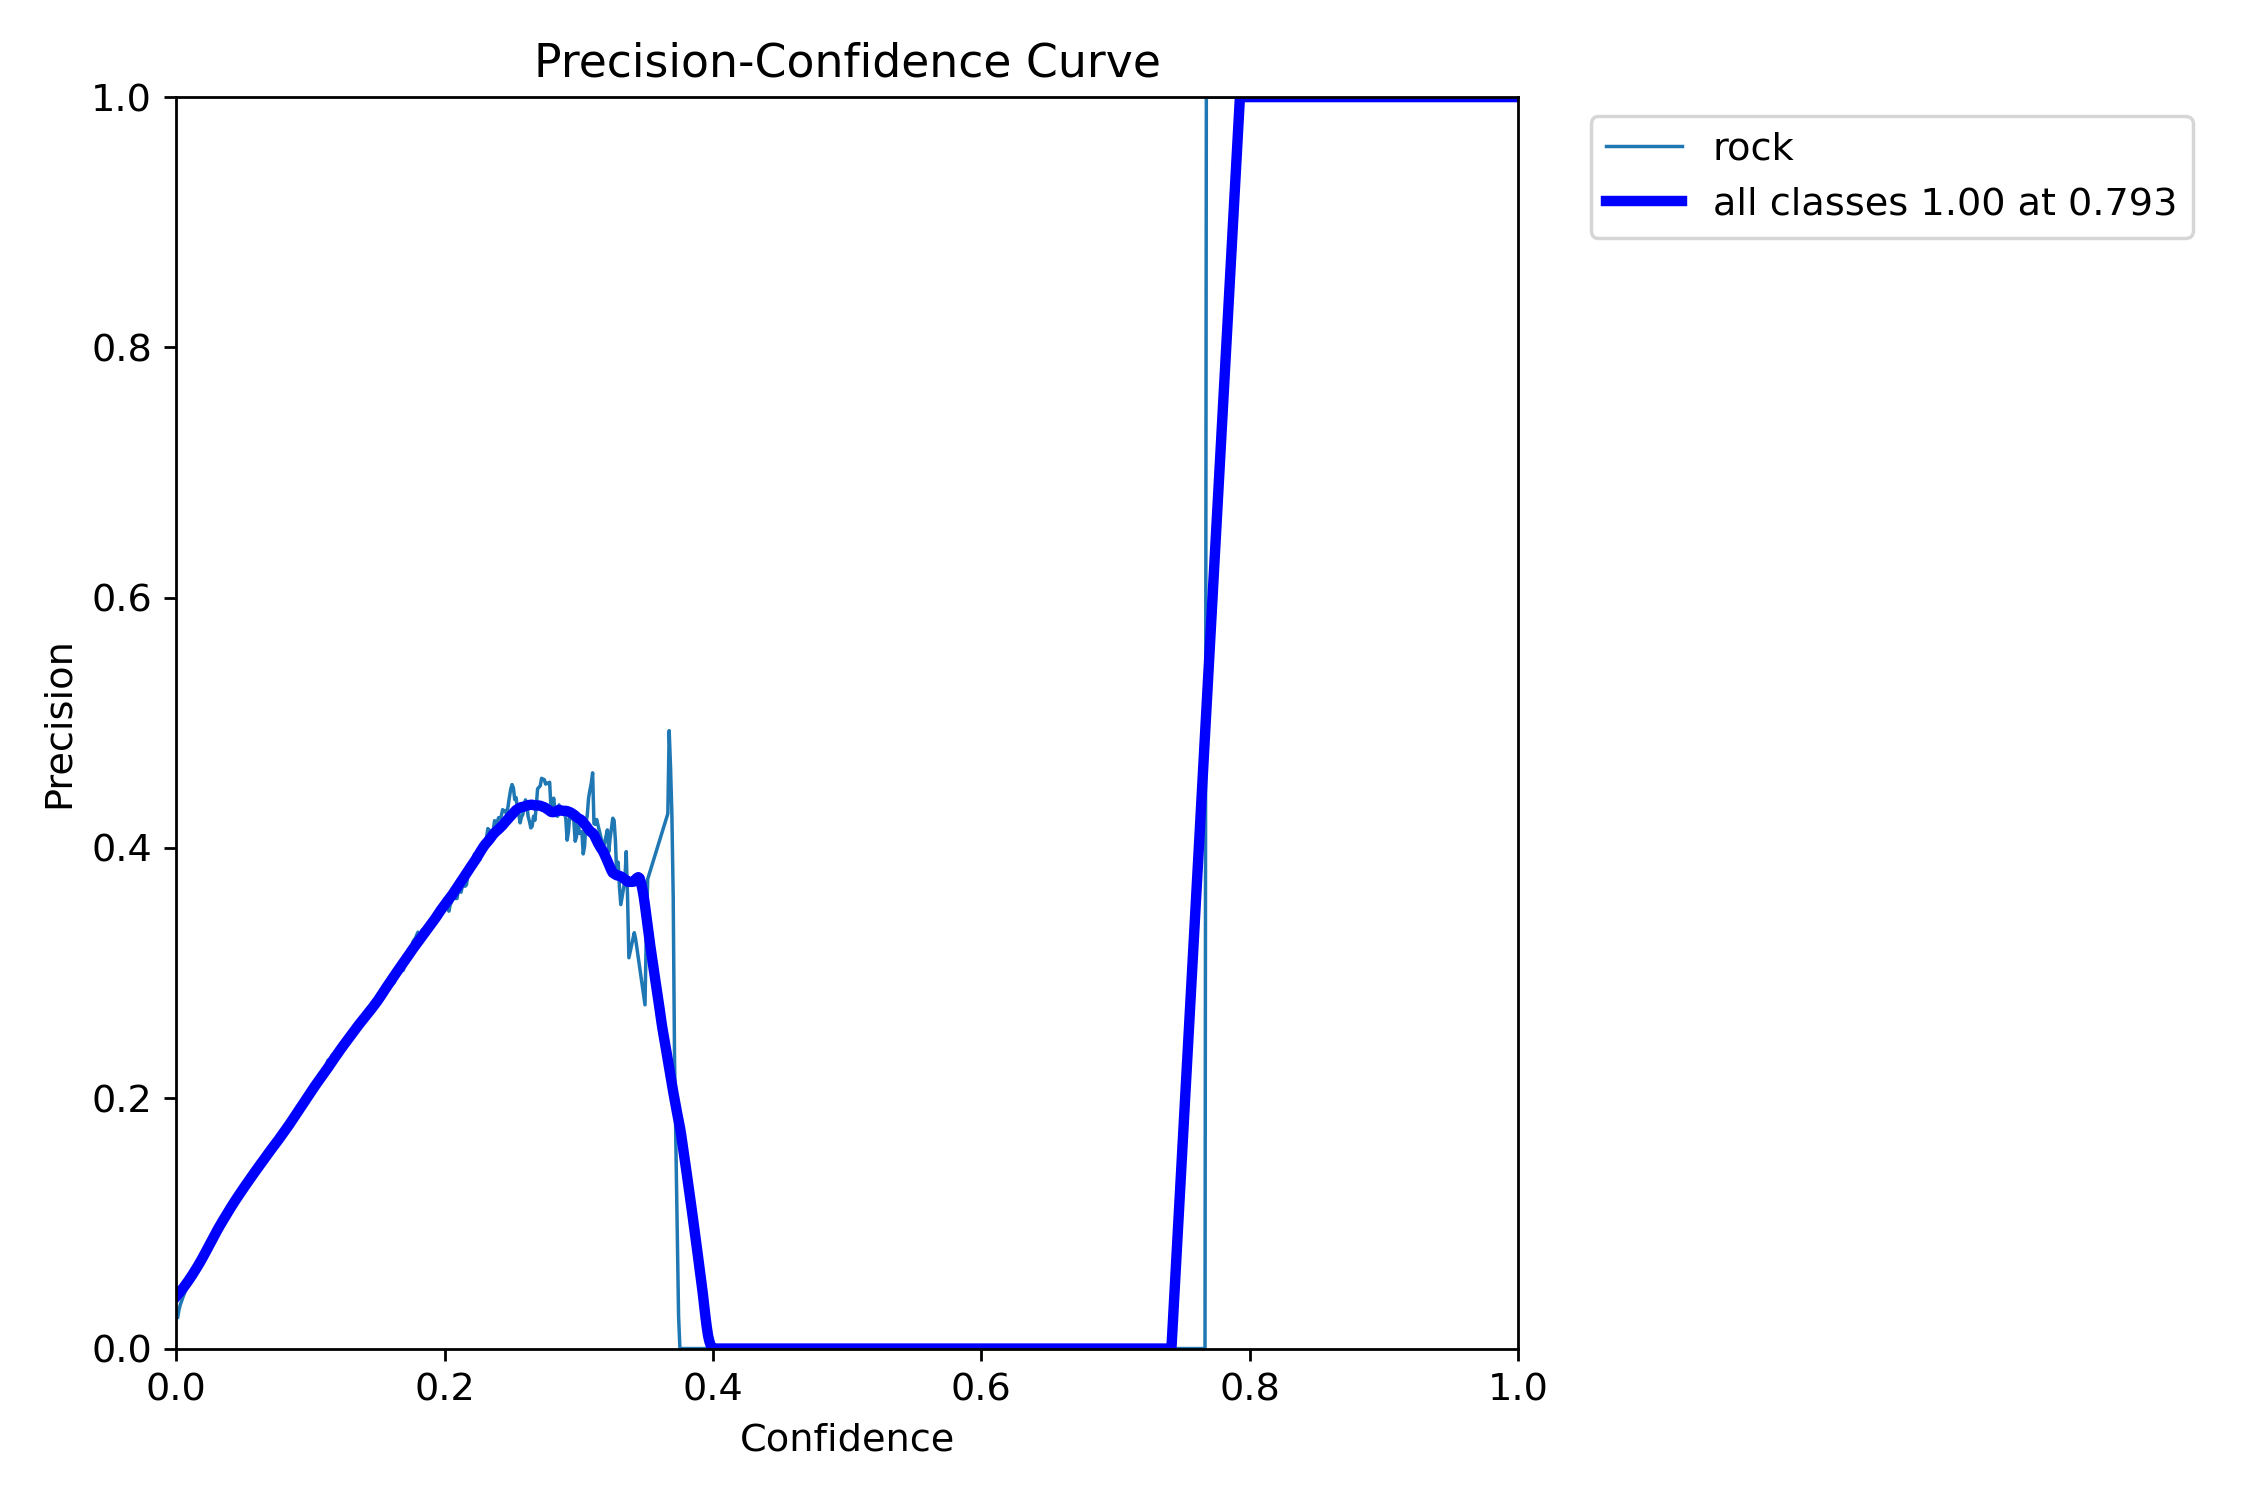 Precision-Confidence Curve
1.0
0.8
0.6
0.4
0.2
0.0
Precision
0.0 0.2 0.4 0.6 0.8 1.0
Confidence
rock
all classes 1.00 at 0.793